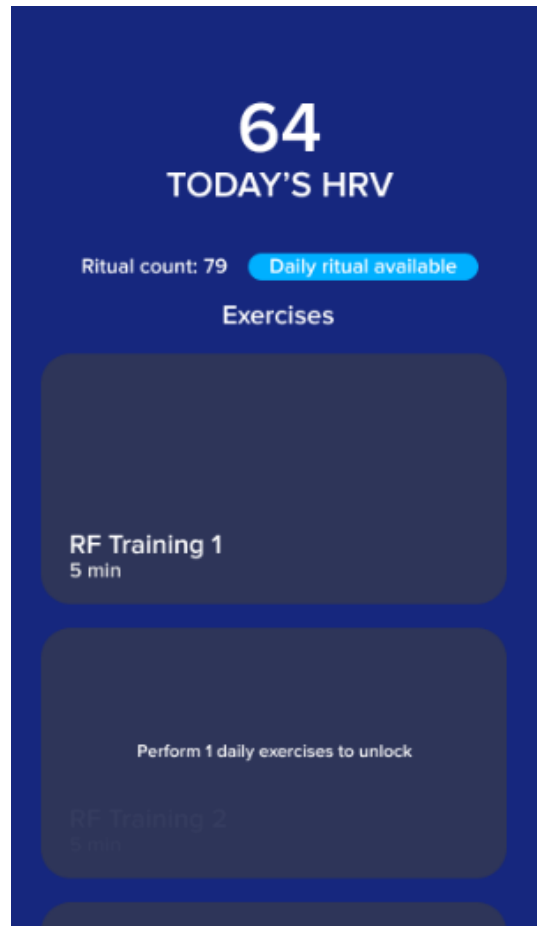 64
TODAY’S HRV
Ritual count: 79 Daily ritual available
Exercises
RF Training 1
5 min
Perform 1 daily exercises to unlock
RF Training 2
5 min